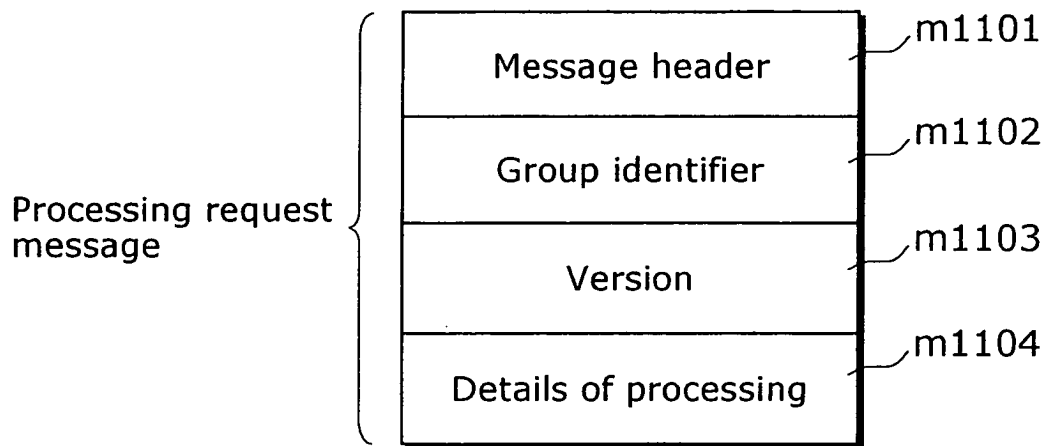 Processing request
message
Message header
m1101
Group identifier
m1102
Version
m1103
Details of processing
m1104